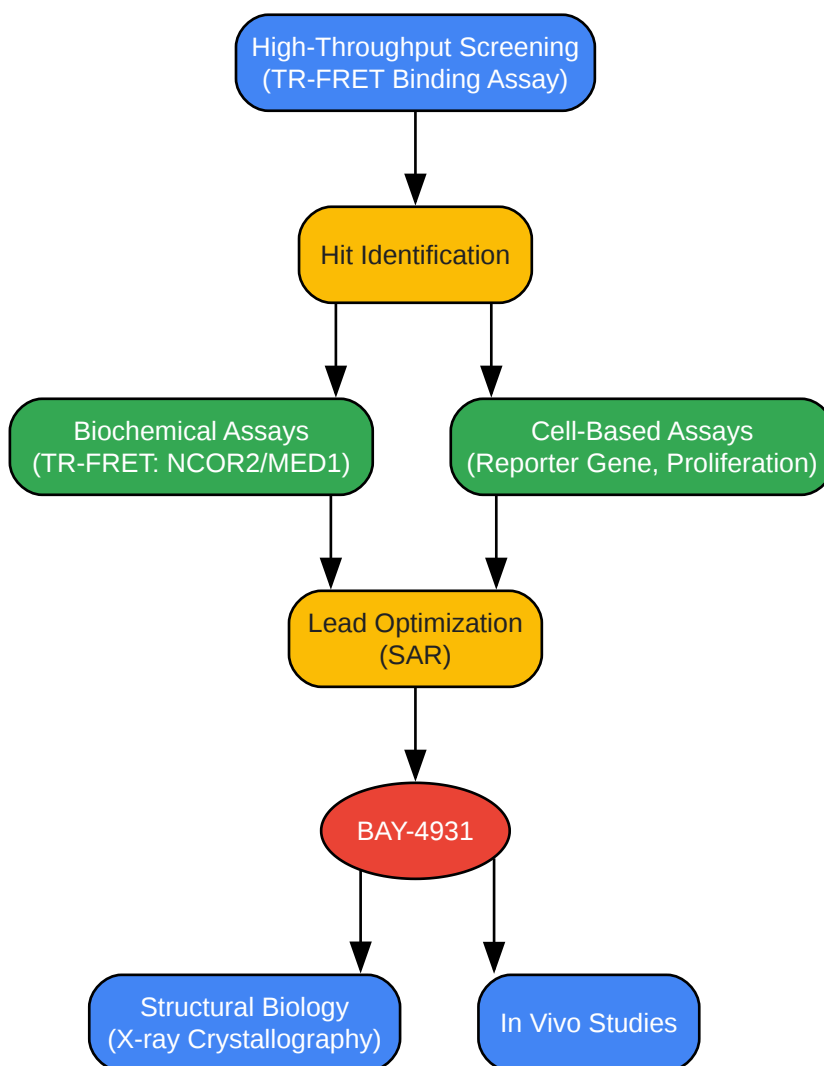 High-Throughput Screening
(TR-FRET Binding Assay)
Hit Identification
Biochemical Assays
(TR-FRET: NCOR2/MED1)
Cell-Based Assays
(Reporter Gene, Proliferation)
Lead Optimization
(SAR)
BAY-4931
Structural Biology
(X-ray Crystallography)
In Vivo Studies